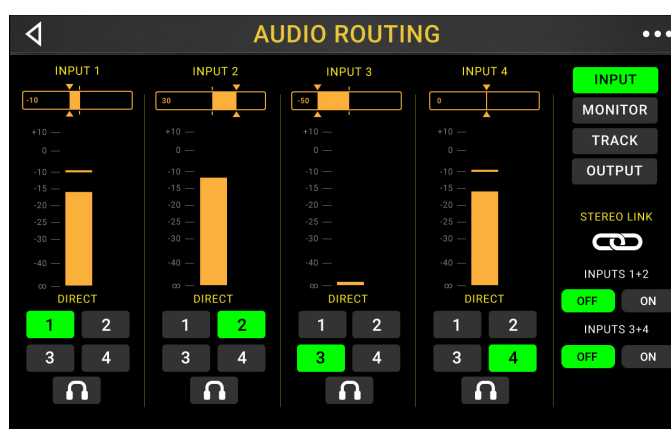 AUDIO ROUTING
INPUT 1
-10
+10
0
-10
-15
-20
-25
-30
-40
∞
DIRECT
1 2
3 4
INPUT 2
30
+10
0
-10
-15
-20
-25
-30
-40
∞
DIRECT
1 2
3 4
INPUT 3
-50
+10
0
-10
-15
-20
-25
-30
-40
∞
DIRECT
1 2
3 4
INPUT 4
0
+10
0
-10
-15
-20
-25
-30
-40
∞
DIRECT
1 2
3 4
INPUT
MONITOR
TRACK
OUTPUT
STEREO LINK
INPUTS 1+2
OFF ON
INPUTS 3+4
OFF ON